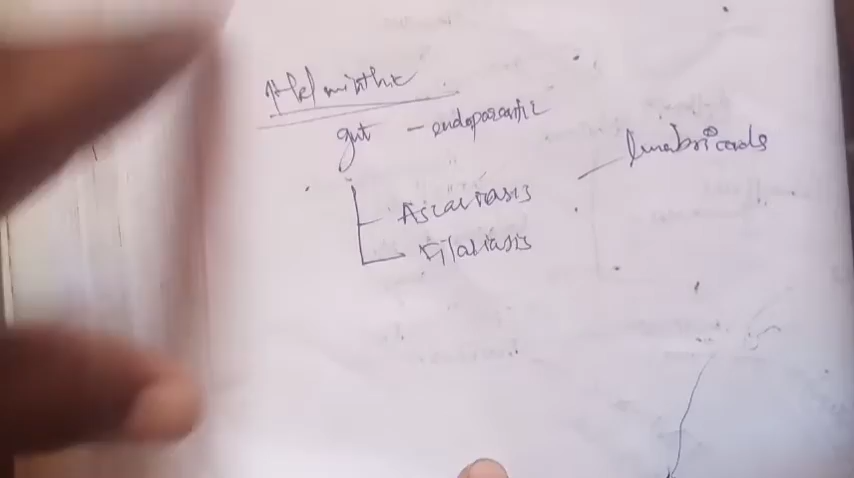 Helminthic
gut - endoparasitic
Ascariasis - lumbricoids
Filariasis